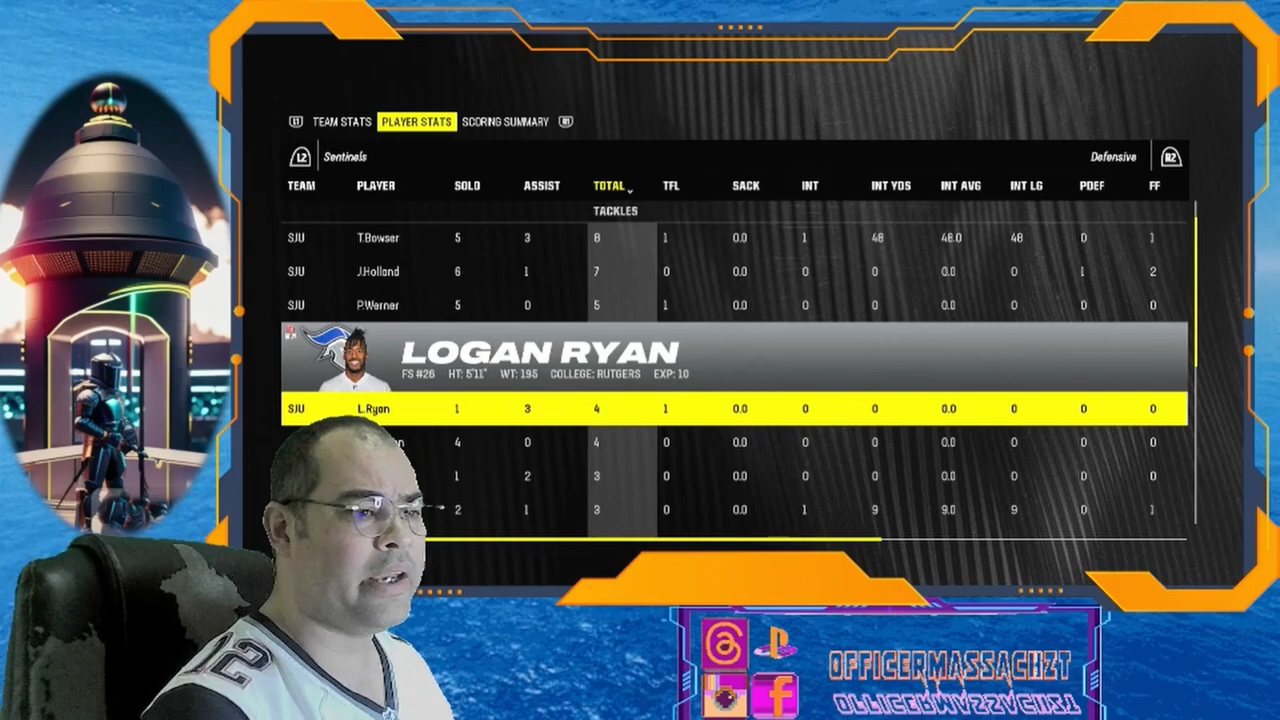 L1 TEAM STATS PLAYER STATS SCORING SUMMARY R1
L2 Sentinels Defensive R2
TEAM PLAYER SOLO ASSIST TOTAL TFL SACK INT INT YDS INT AVG INT LG PDEF FF
TACKLES
SJU T.Bowser 5 3 8 1 0.0 1 48 48.0 48 0 1
SJU J.Holland 6 1 7 0 0.0 0 0 0.0 0 1 2
SJU P.Werner 5 0 5 1 0.0 0 0 0.0 0 0 0
LOGAN RYAN
FS #26 HT: 5'11" WT: 195 COLLEGE: RUTGERS EXP: 10
SJU L.Ryan 1 3 4 1 0.0 0 0 0.0 0 0 0
4 0 4 0 0.0 0 0 0.0 0 0 0
1 2 3 0 0.0 0 0 0.0 0 0 0
2 1 3 0 0.0 1 9 9.0 9 0 1
12
OFFICERMASSACHZT
OFFICERMAZZACHZT